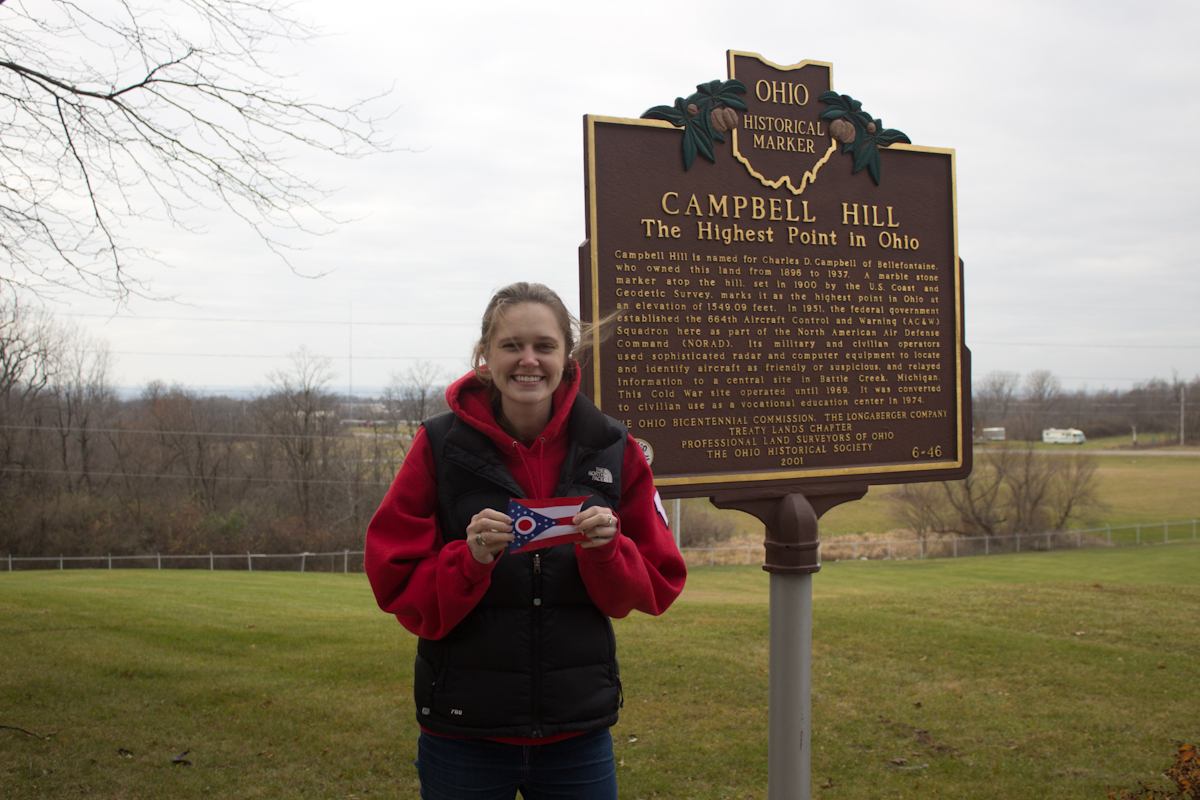 OHIO
HISTORICAL
MARKER
CAMPBELL HILL
The Highest Point in Ohio
Campbell Hill is named for Charles D. Campbell of Bellefontaine,
who owned this land from 1896 to 1937. A marble stone
marker atop the hill, set in 1900 by the U.S. Coast and
Geodetic Survey, marks it as the highest point in Ohio at
an elevation of 1549.09 feet. In 1951, the federal government
established the 664th Aircraft Control and Warning (AC&W)
Squadron here as part of the North American Air Defense
Command (NORAD). Its military and civilian operators
used sophisticated radar and computer equipment to locate
and identify aircraft as friendly or suspicious, and relayed
information to a central site in Battle Creek, Michigan.
This Cold War site operated until 1969. It was converted
to civilian use as a vocational education center in 1974.
THE OHIO BICENTENNIAL COMMISSION, THE LONGABERGER COMPANY
TREATY LANDS CHAPTER
PROFESSIONAL LAND SURVEYORS OF OHIO
THE OHIO HISTORICAL SOCIETY
2001
6-46
THE
NORTH
FACE
700